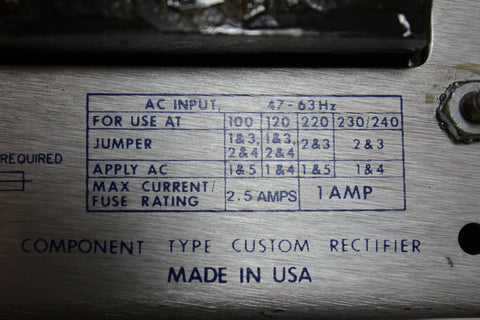 AC INPUT, 47-63Hz
FOR USE AT 100 120 220 230/240
JUMPER 1&3, 2&4 1&3, 2&4 2&3 2&3
REQUIRED
APPLY AC 1&5 1&4 1&5 1&4
MAX CURRENT/ FUSE RATING 2.5 AMPS 1 AMP
COMPONENT TYPE CUSTOM RECTIFIER
MADE IN USA